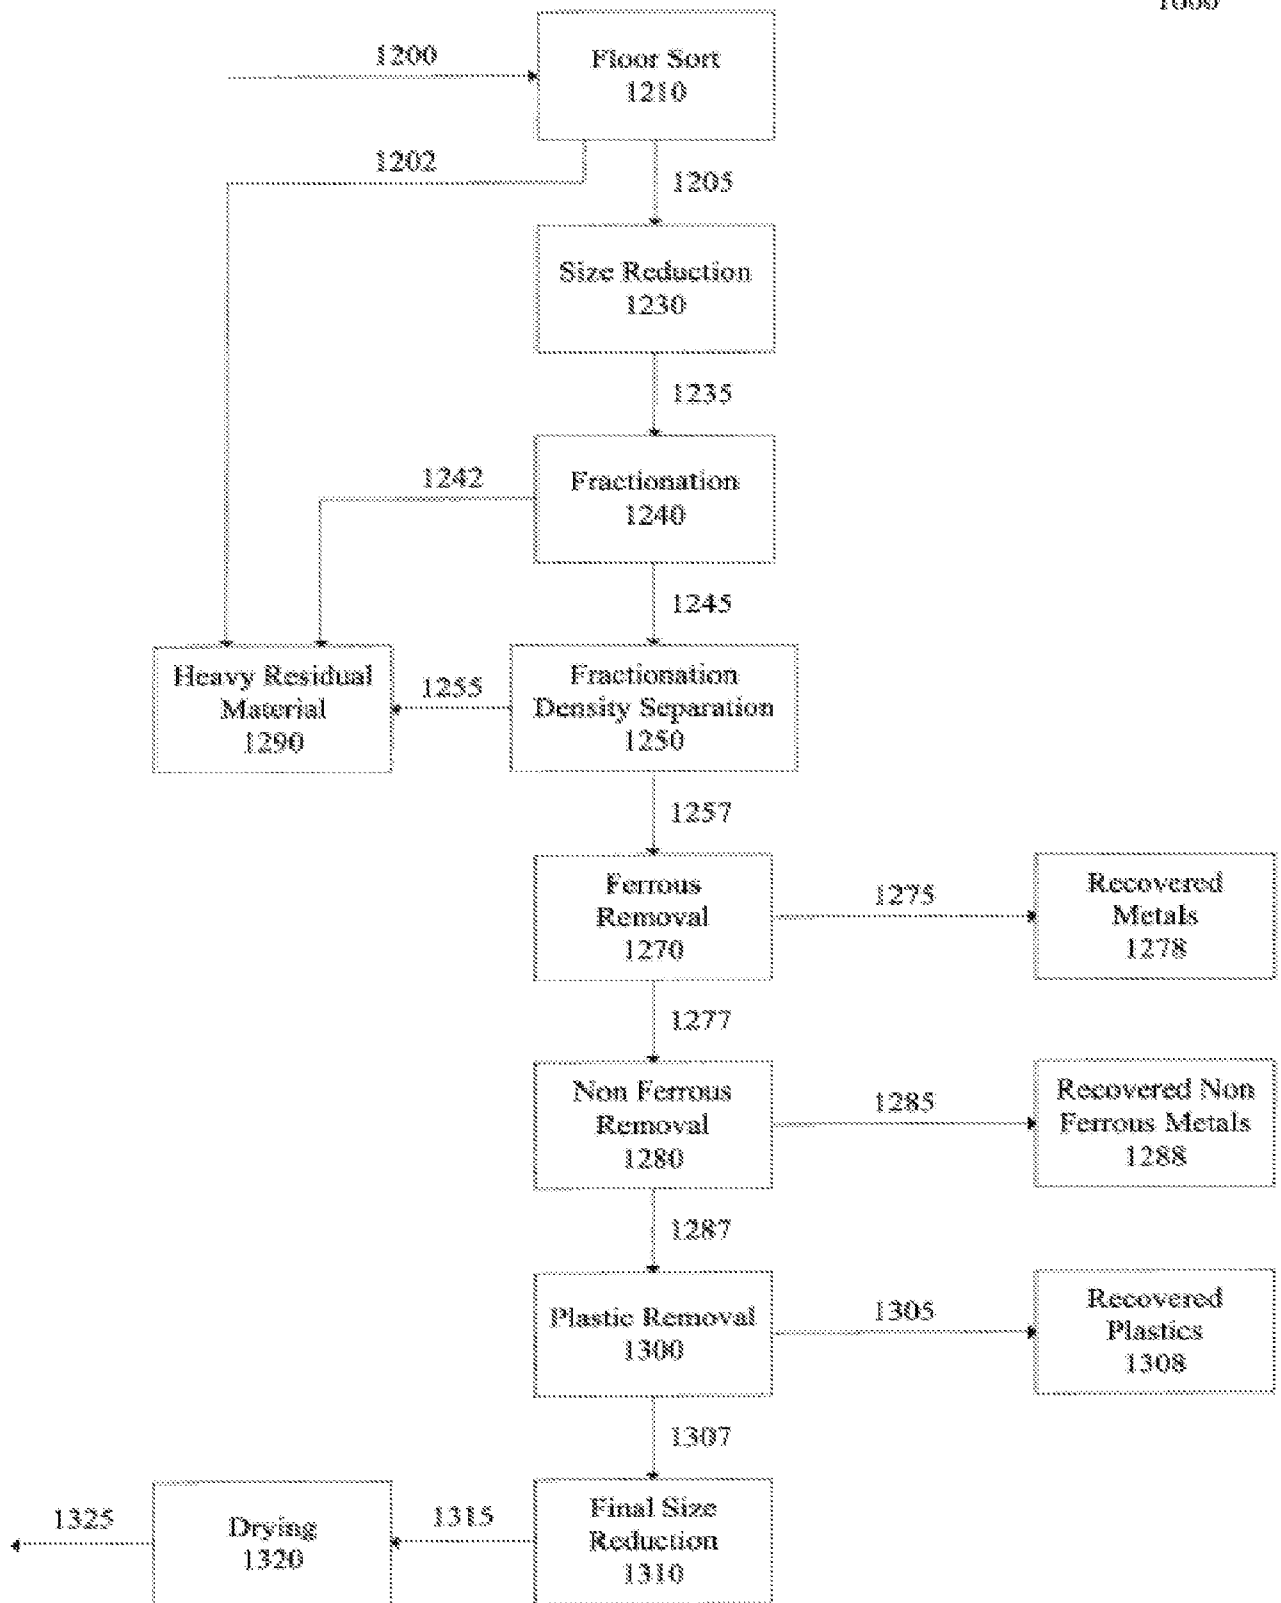 1200
Floor Sort
1210
1202
1205
Size Reduction
1230
1235
1242
Fractionation
1240
1245
Heavy Residual
Material
1290
1255
Fractionation
Density Separation
1250
1257
Ferrous
Removal
1270
1275
Recovered
Metals
1278
1277
Non Ferrous
Removal
1280
1285
Recovered Non
Ferrous Metals
1288
1287
Plastic Removal
1300
1305
Recovered
Plastics
1308
1307
1325
Drying
1320
1315
Final Size
Reduction
1310